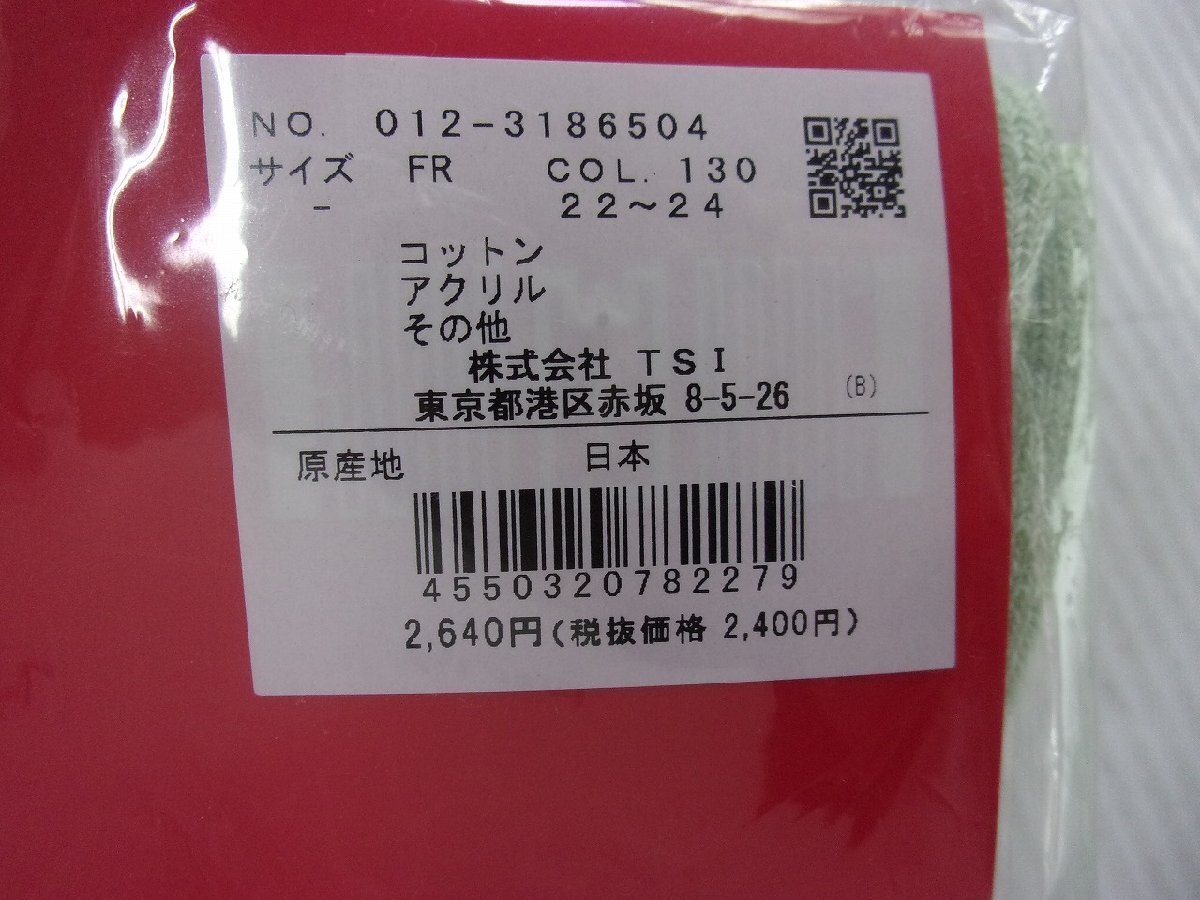 NO. 012-3186504
サイズ FR COL. 130
- 22～24
コットン
アクリル
その他
株式会社 TSI
東京都港区赤坂 8-5-26 (B)
原産地 日本
4550320782279
2,640円(税抜価格 2,400円)